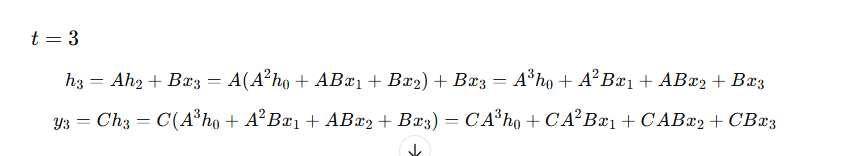 t = 3
h₃ = Ah₂ + Bx₃ = A(A²h₀ + ABx₁ + Bx₂) + Bx₃ = A³h₀ + A²Bx₁ + ABx₂ + Bx₃
y₃ = Ch₃ = C(A³h₀ + A²Bx₁ + ABx₂ + Bx₃) = CA³h₀ + CA²Bx₁ + CABx₂ + CBx₃